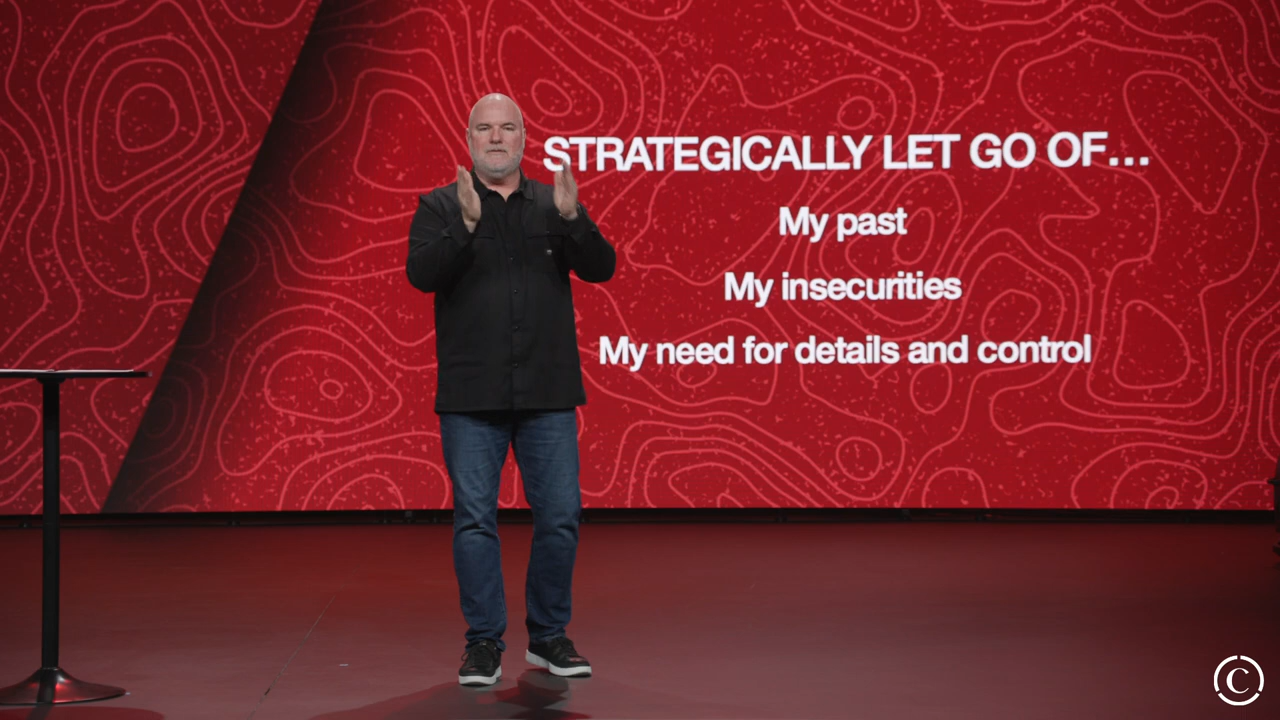 STRATEGICALLY LET GO OF...
My past
My insecurities
My need for details and control
C